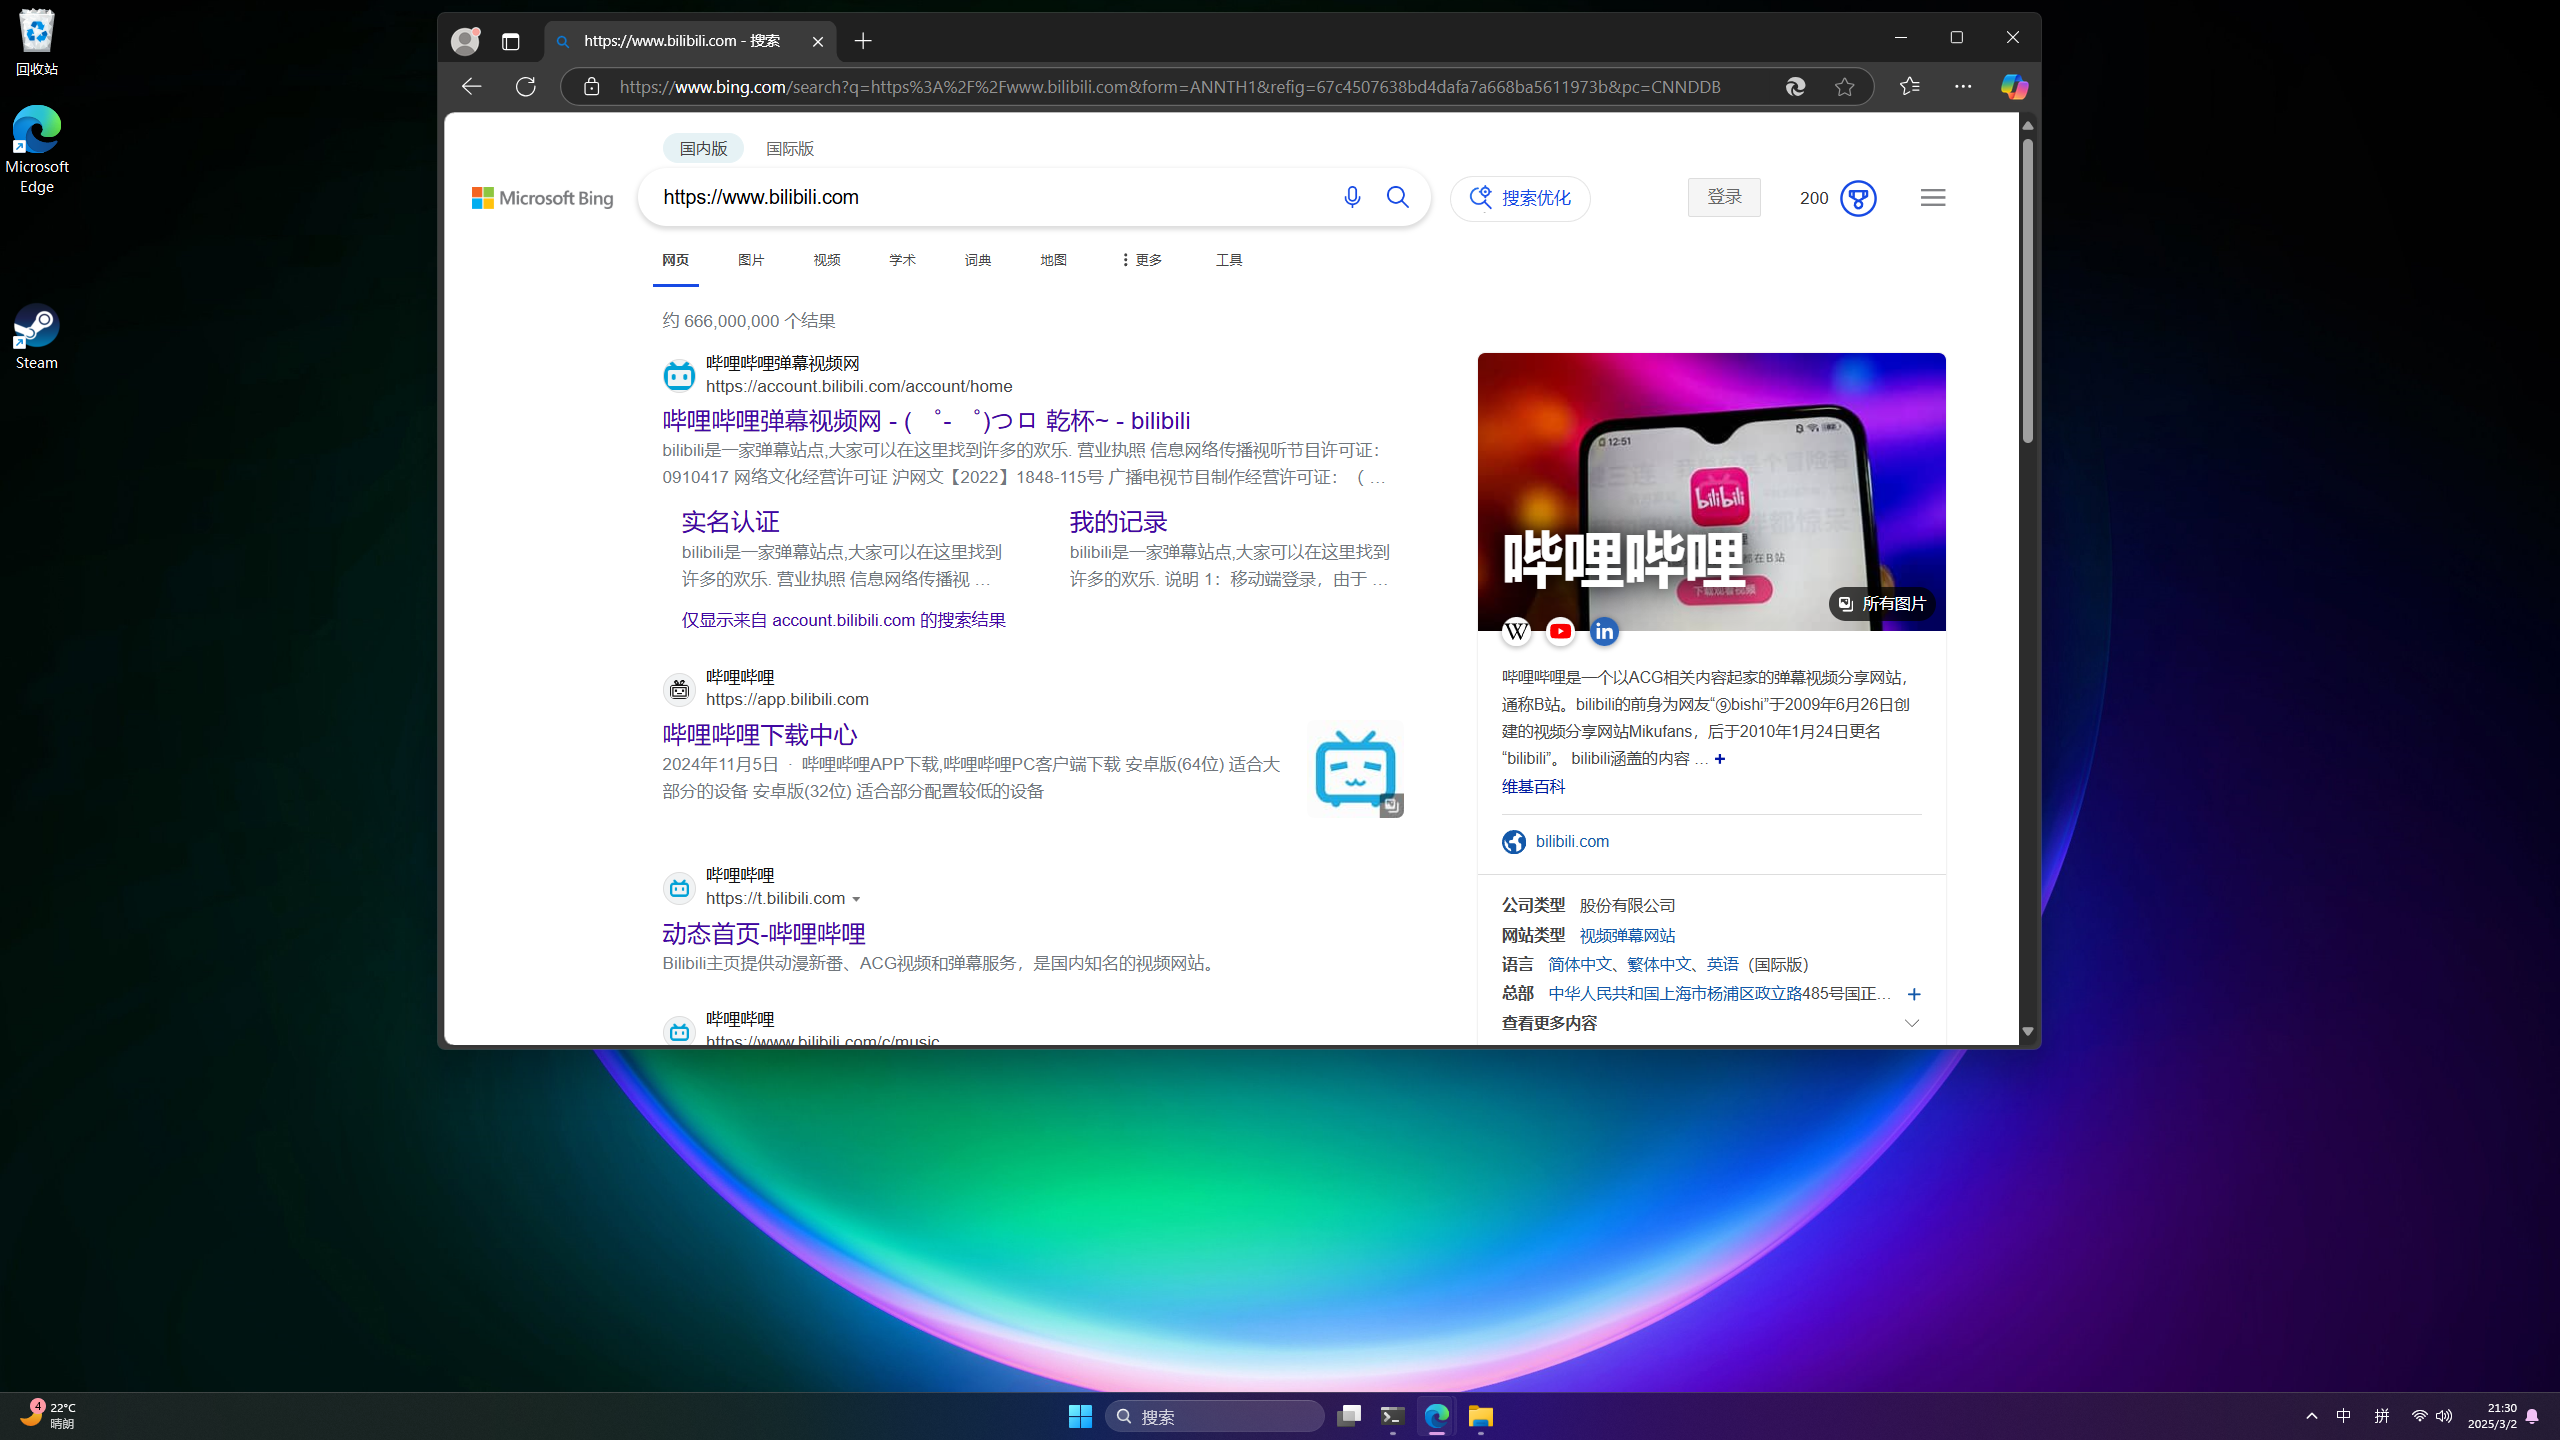 回收站
Microsoft
Edge
Steam
https://www.bilibili.com - 搜索
https://www.bing.com/search?q=https%3A%2F%2Fwww.bilibili.com&form=ANNTH1&refig=67c4507638bd4dafa7a668ba5611973b&pc=CNNDDB
国内版 国际版
Microsoft Bing
https://www.bilibili.com
搜索优化
登录
200
网页 图片 视频 学术 词典 地图 更多 工具
约 666,000,000 个结果
哔哩哔哩弹幕视频网
https://account.bilibili.com/account/home
哔哩哔哩弹幕视频网 - ( ゜- ゜)つロ 乾杯~ - bilibili
bilibili是一家弹幕站点,大家可以在这里找到许多的欢乐. 营业执照 信息网络传播视听节目许可证：
0910417 网络文化经营许可证 沪网文【2022】1848-115号 广播电视节目制作经营许可证：（ ...
实名认证
bilibili是一家弹幕站点,大家可以在这里找到
许多的欢乐. 营业执照 信息网络传播视 ...
我的记录
bilibili是一家弹幕站点,大家可以在这里找到
许多的欢乐. 说明 1：移动端登录，由于 ...
仅显示来自 account.bilibili.com 的搜索结果
哔哩哔哩
https://app.bilibili.com
哔哩哔哩下载中心
2024年11月5日 · 哔哩哔哩APP下载,哔哩哔哩PC客户端下载 安卓版(64位) 适合大
部分的设备 安卓版(32位) 适合部分配置较低的设备
哔哩哔哩
https://t.bilibili.com
动态首页-哔哩哔哩
Bilibili主页提供动漫新番、ACG视频和弹幕服务，是国内知名的视频网站。
哔哩哔哩
https://www.bilibili.com/c/music
12:51
bilibili
都在B站
下载观看视频
哔哩哔哩
所有图片
W
in
哔哩哔哩是一个以ACG相关内容起家的弹幕视频分享网站，
通称B站。bilibili的前身为网友“⑨bishi”于2009年6月26日创
建的视频分享网站Mikufans，后于2010年1月24日更名
“bilibili”。 bilibili涵盖的内容 ... +
维基百科
bilibili.com
公司类型 股份有限公司
网站类型 视频弹幕网站
语言 简体中文、繁体中文、英语（国际版）
总部 中华人民共和国上海市杨浦区政立路485号国正... +
查看更多内容
4
22°C
晴朗
搜索
中
拼
21:30
2025/3/2